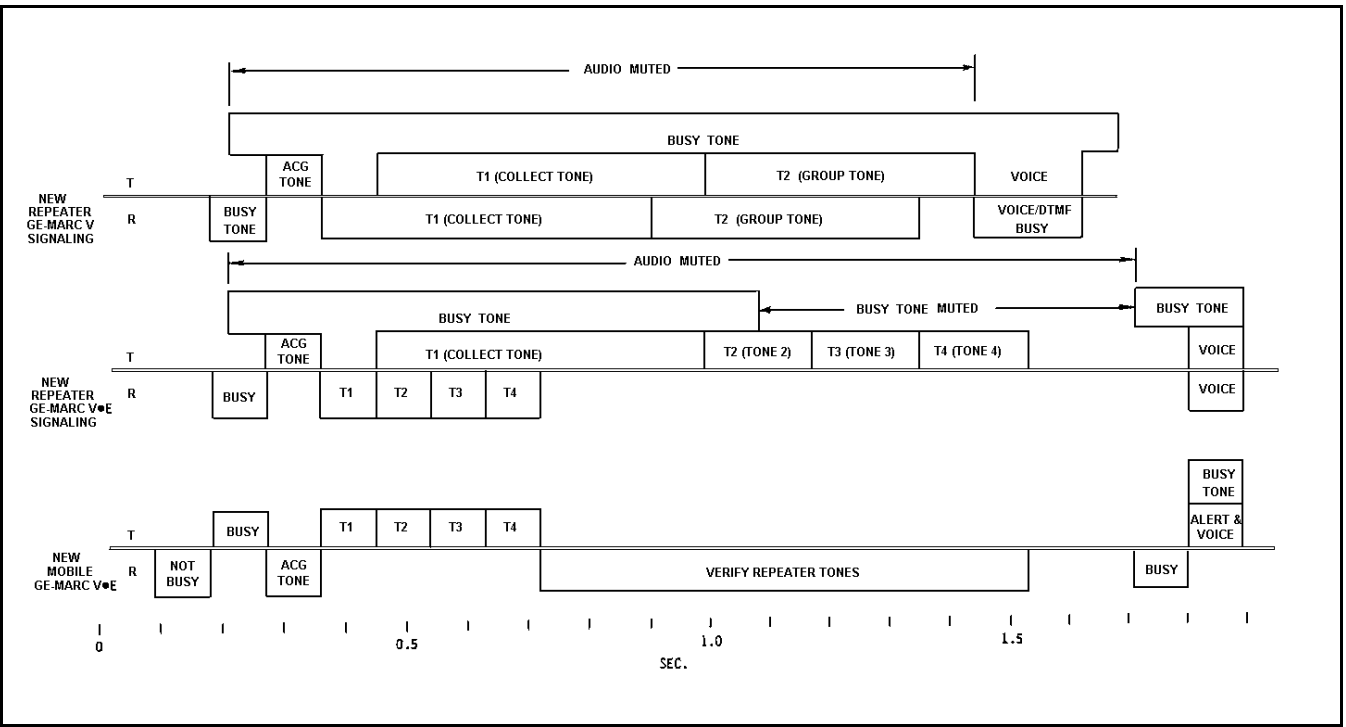 AUDIO MUTED
BUSY TONE
ACG
TONE
T1 (COLLECT TONE)
T2 (GROUP TONE)
VOICE
T
NEW
REPEATER
GE-MARC V
SIGNALING
R
BUSY
TONE
T1 (COLLECT TONE)
T2 (GROUP TONE)
VOICE/DTMF
BUSY
AUDIO MUTED
BUSY TONE
BUSY TONE MUTED
BUSY TONE
ACG
TONE
T1 (COLLECT TONE)
T2 (TONE 2)
T3 (TONE 3)
T4 (TONE 4)
VOICE
T
NEW
REPEATER
GE-MARC V•E
SIGNALING
R
BUSY
T1
T2
T3
T4
VOICE
BUSY
TONE
T
BUSY
T1
T2
T3
T4
ALERT &
VOICE
NEW
MOBILE
GE-MARC V•E
R
NOT
BUSY
ACG
TONE
VERIFY REPEATER TONES
BUSY
0
0.5
1.0
1.5
SEC.